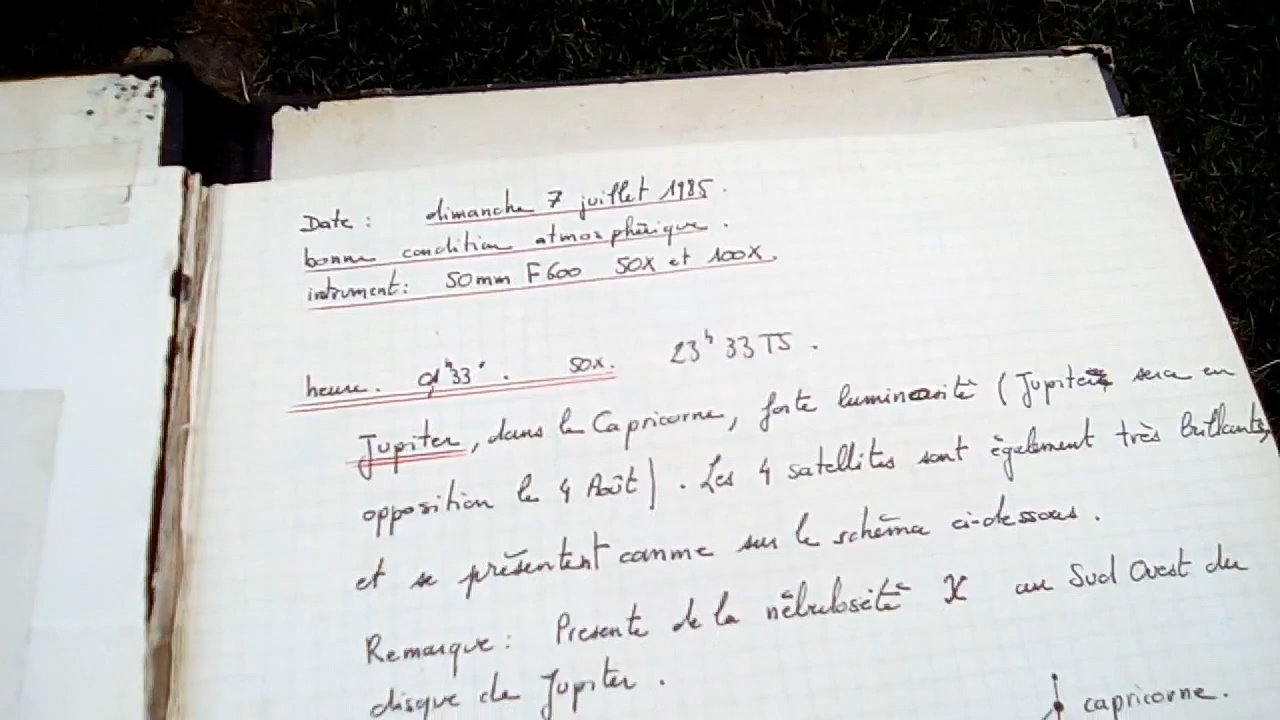 Date : dimanche 7 juillet 1985.
bonne condition atmosphérique.
intrument: 50mm F600 50X et 100X.
heure. 01h33'. 50x. 23h 33 TS.
Jupiter, dans le Capricorne, forte luminosité (Jupiter sera en
opposition le 4 Août). Les 4 satellites sont également très brillants,
et se présentent comme sur le schéma ci-dessous.
Remarque : Presente de la nébulosité X au Sud Ouest du
disque de Jupiter.
capricorne.